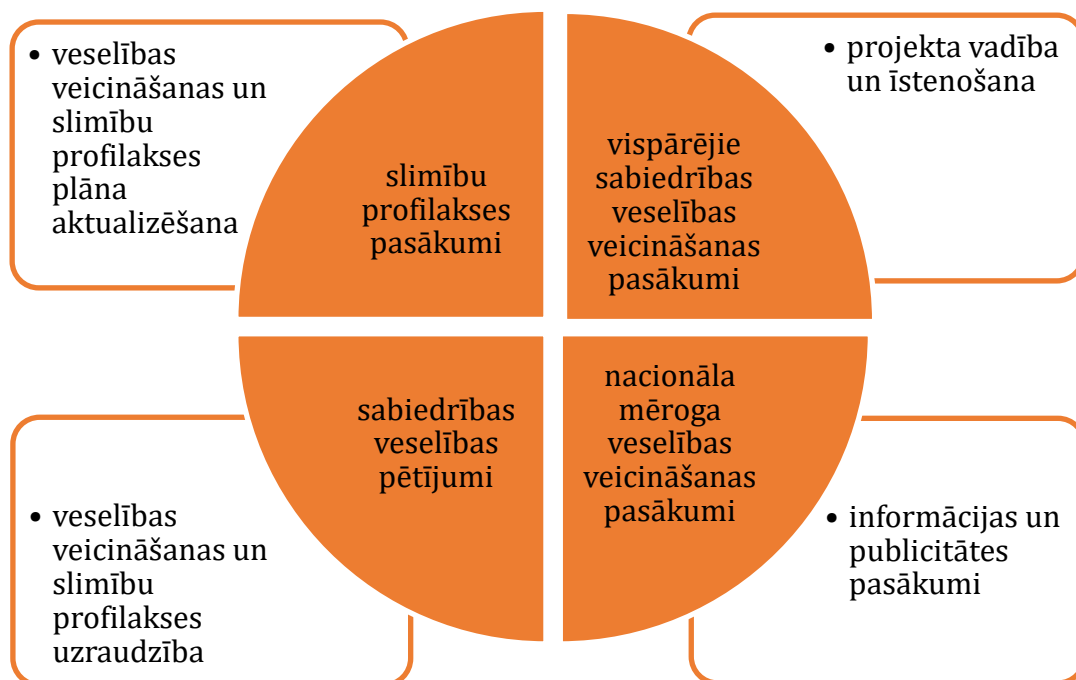 • veselības
veicināšanas un
slimību
profilakses
plāna
aktualizēšana
slimību
profilakses
pasākumi
vispārējie
sabiedrības
veselības
veicināšanas
pasākumi
• projekta vadība
un īstenošana
• veselības
veicināšanas un
slimību
profilakses
uzraudzība
sabiedrības
veselības
pētījumi
nacionāla
mēroga
veselības
veicināšanas
pasākumi
• informācijas un
publicitātes
pasākumi